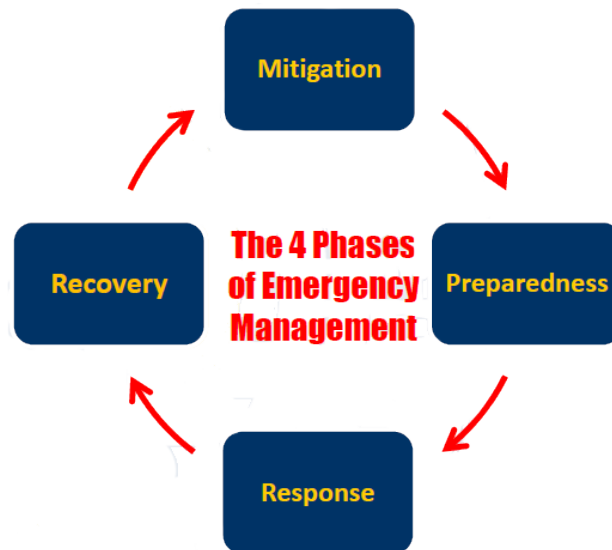 Mitigation
The 4 Phases
of Emergency
Management
Recovery
Preparedness
Response